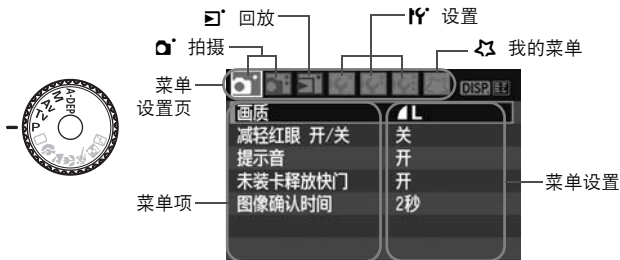 回放
设置
拍摄
我的菜单
菜单
设置页
DISP.
A-DEP
M
Av
Tv
P
画质 L
减轻红眼 开/关 关
提示音 开
未装卡释放快门 开
图像确认时间 2秒
菜单项
菜单设置